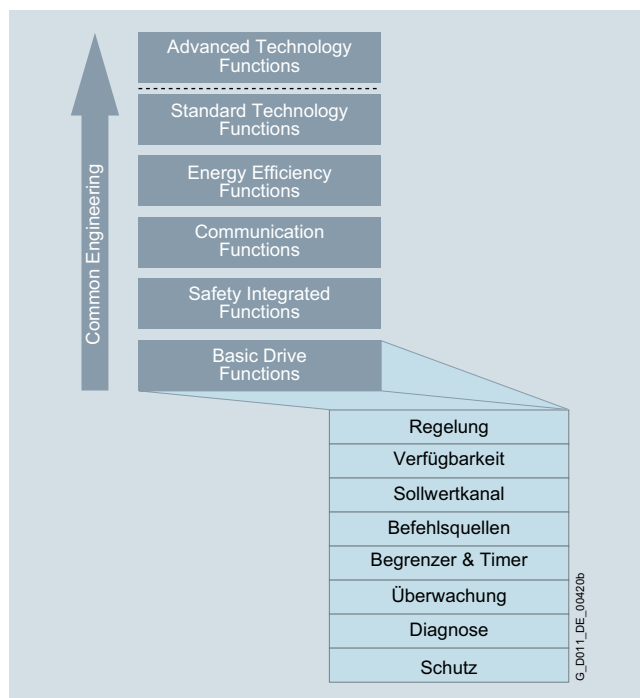 Advanced Technology
Functions
Standard Technology
Functions
Energy Efficiency
Functions
Communication
Functions
Safety Integrated
Functions
Basic Drive
Functions
Common Engineering
Regelung
Verfügbarkeit
Sollwertkanal
Befehlsquellen
Begrenzer & Timer
Überwachung
Diagnose
Schutz
G_D011_DE_00420b